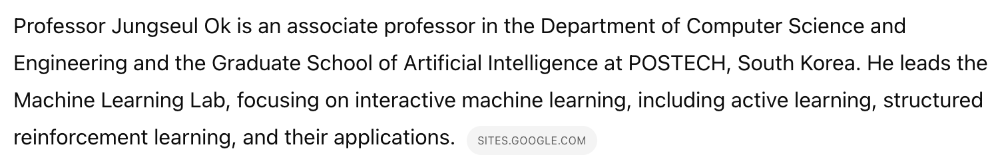 Professor Jungseul Ok is an associate professor in the Department of Computer Science and
Engineering and the Graduate School of Artificial Intelligence at POSTECH, South Korea. He leads the
Machine Learning Lab, focusing on interactive machine learning, including active learning, structured
reinforcement learning, and their applications. SITES.GOOGLE.COM